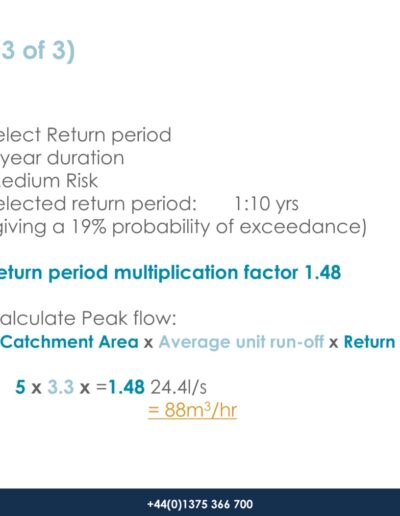 3 of 3)
elect Return period
year duration
edium Risk
elected return period: 1:10 yrs
giving a 19% probability of exceedance)
eturn period multiplication factor 1.48
alculate Peak flow:
Catchment Area x Average unit run-off x Return
5 x 3.3 x =1.48 24.4l/s
= 88m³/hr
+44(0)1375 366 700